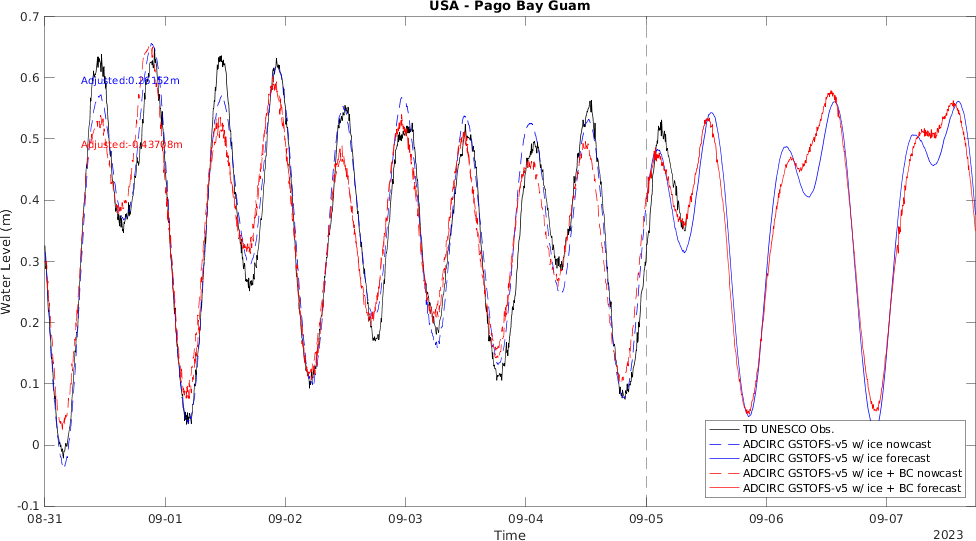 USA - Pago Bay Guam
0.7
0.6
0.5
0.4
0.3
0.2
0.1
0
-0.1
Water Level (m)
Adjusted:0.26152m
Adjusted:-0.43708m
TD UNESCO Obs.
ADCIRC GSTOFS-v5 w/ ice nowcast
ADCIRC GSTOFS-v5 w/ ice forecast
ADCIRC GSTOFS-v5 w/ ice + BC nowcast
ADCIRC GSTOFS-v5 w/ ice + BC forecast
08-31 09-01 09-02 09-03 09-04 09-05 09-06 09-07
Time
2023